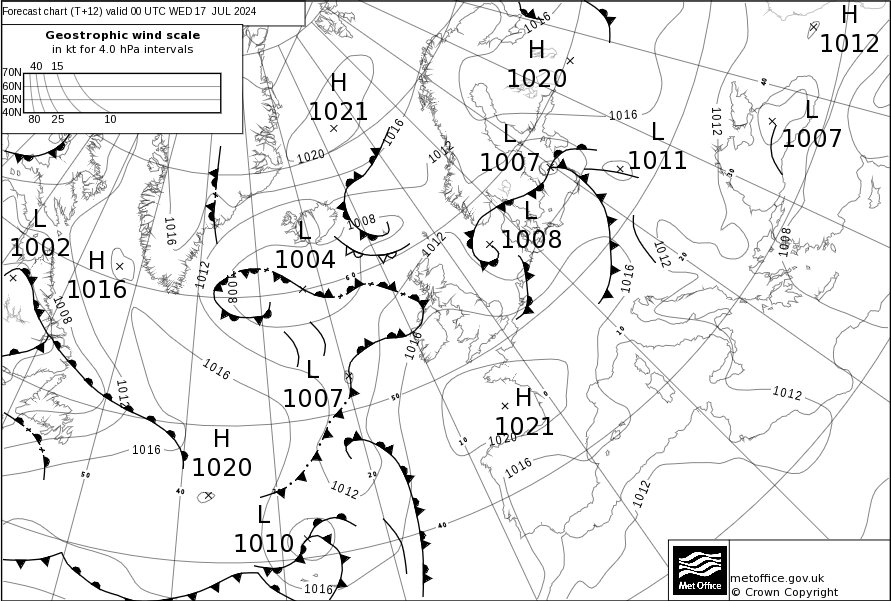 Forecast chart (T+12) valid 00 UTC WED 17 JUL 2024
Geostrophic wind scale
in kt for 4.0 hPa intervals
40 15
70N
60N
50N
40N
80 25 10
H
1021
H
1020
H
1012
L
1007
L
1007
L
1011
L
1002
H
1016
L
1004
L
1008
L
1007
H
1021
H
1020
L
1010
1016
1016
1012
1020
1016
1012
1016
1012
1008
1008
1012
1012
1016
1008
1008
1016
1016
1012
1016
1012
1020
1016
1012
1012
1016
40
30
20
10
0
10
60
50
20
40
50
40
metoffice.gov.uk
© Crown Copyright
Met Office